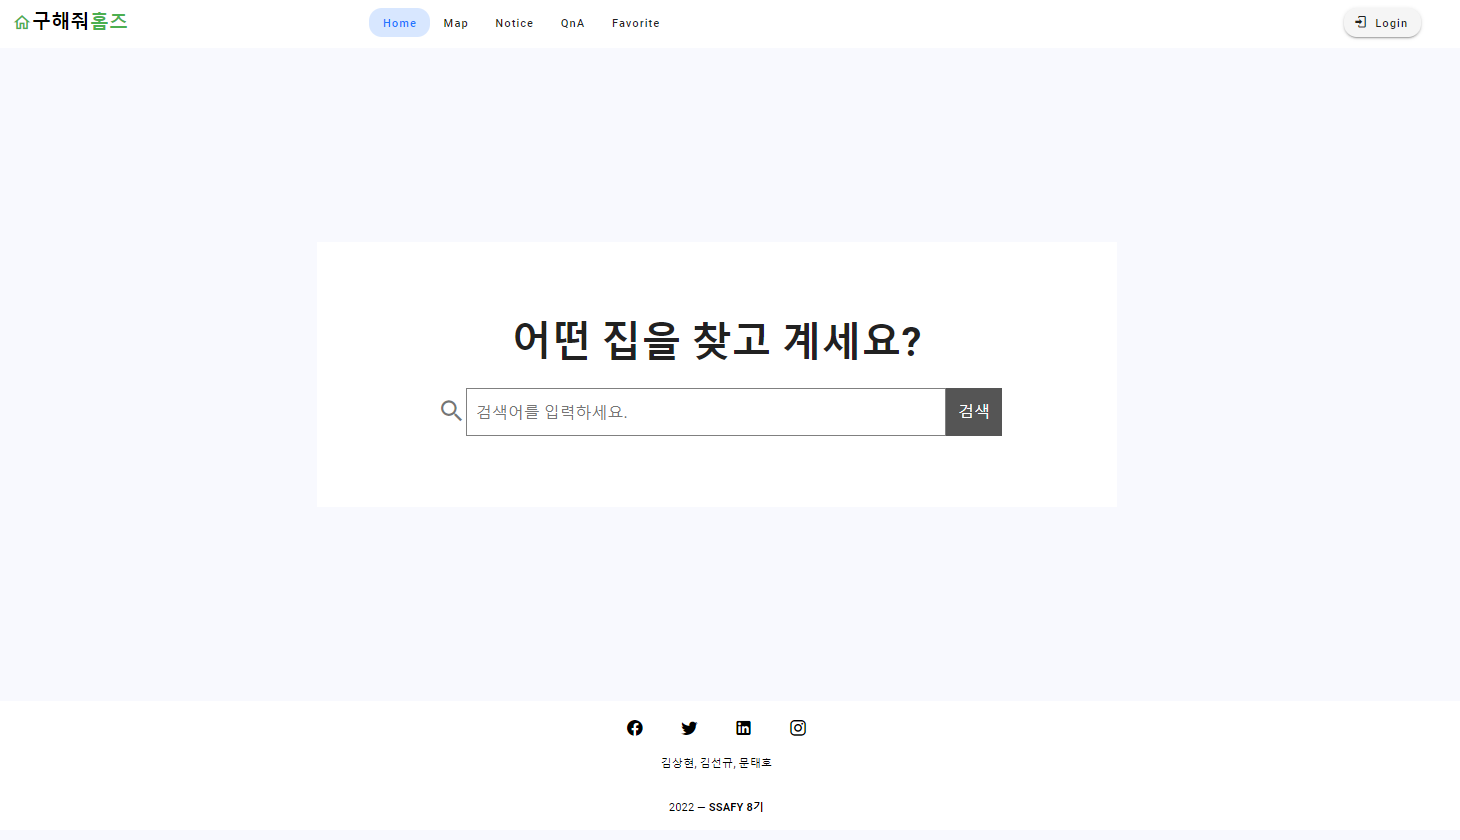 구해줘홈즈
Home Map Notice QnA Favorite
Login
어떤 집을 찾고 계세요?
검색어를 입력하세요.
검색
김상현, 김선규, 문태호
2022 — SSAFY 8기